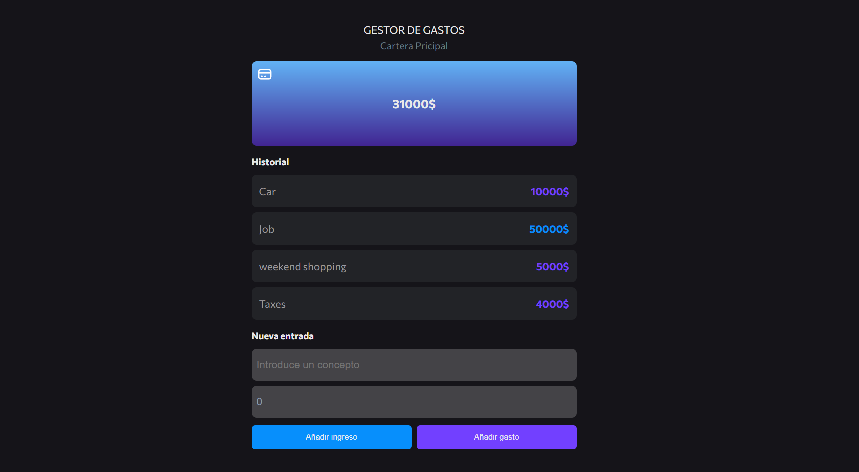 GESTOR DE GASTOS
Cartera Pricipal
31000$
Historial
Car 10000$
Job 50000$
weekend shopping 5000$
Taxes 4000$
Nueva entrada
Introduce un concepto
0
Añadir ingreso Añadir gasto